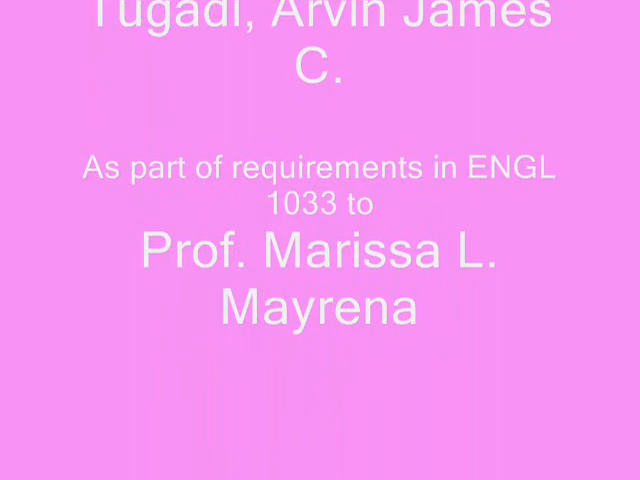 Tugadi, Arvin James
C.
As part of requirements in ENGL
1033 to
Prof. Marissa L.
Mayrena